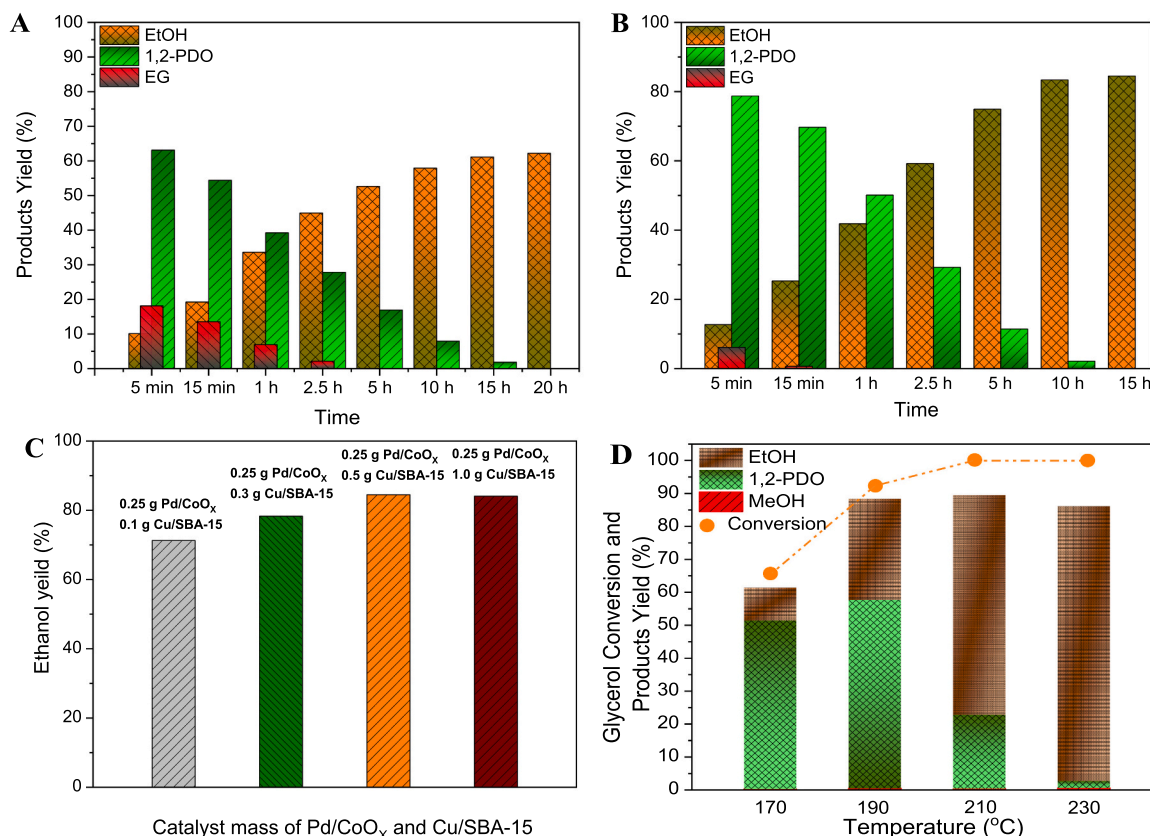 A
100
80
60
40
20
0
Products Yield (%)
EtOH
1,2-PDO
EG
5 min 15 min 1 h 2.5 h 5 h 10 h 15 h 20 h
Time
B
100
80
60
40
20
0
Products Yield (%)
EtOH
1,2-PDO
EG
5 min 15 min 1 h 2.5 h 5 h 10 h 15 h
Time
C
100
80
60
40
20
0
Ethanol yeild (%)
0.25 g Pd/CoOX
0.1 g Cu/SBA-15
0.25 g Pd/CoOX
0.3 g Cu/SBA-15
0.25 g Pd/CoOX
0.5 g Cu/SBA-15
0.25 g Pd/CoOX
1.0 g Cu/SBA-15
Catalyst mass of Pd/CoOx and Cu/SBA-15
D
100
90
80
70
60
50
40
30
20
10
0
Glycerol Conversion and
Products Yield (%)
EtOH
1,2-PDO
MeOH
Conversion
170 190 210 230
Temperature (°C)